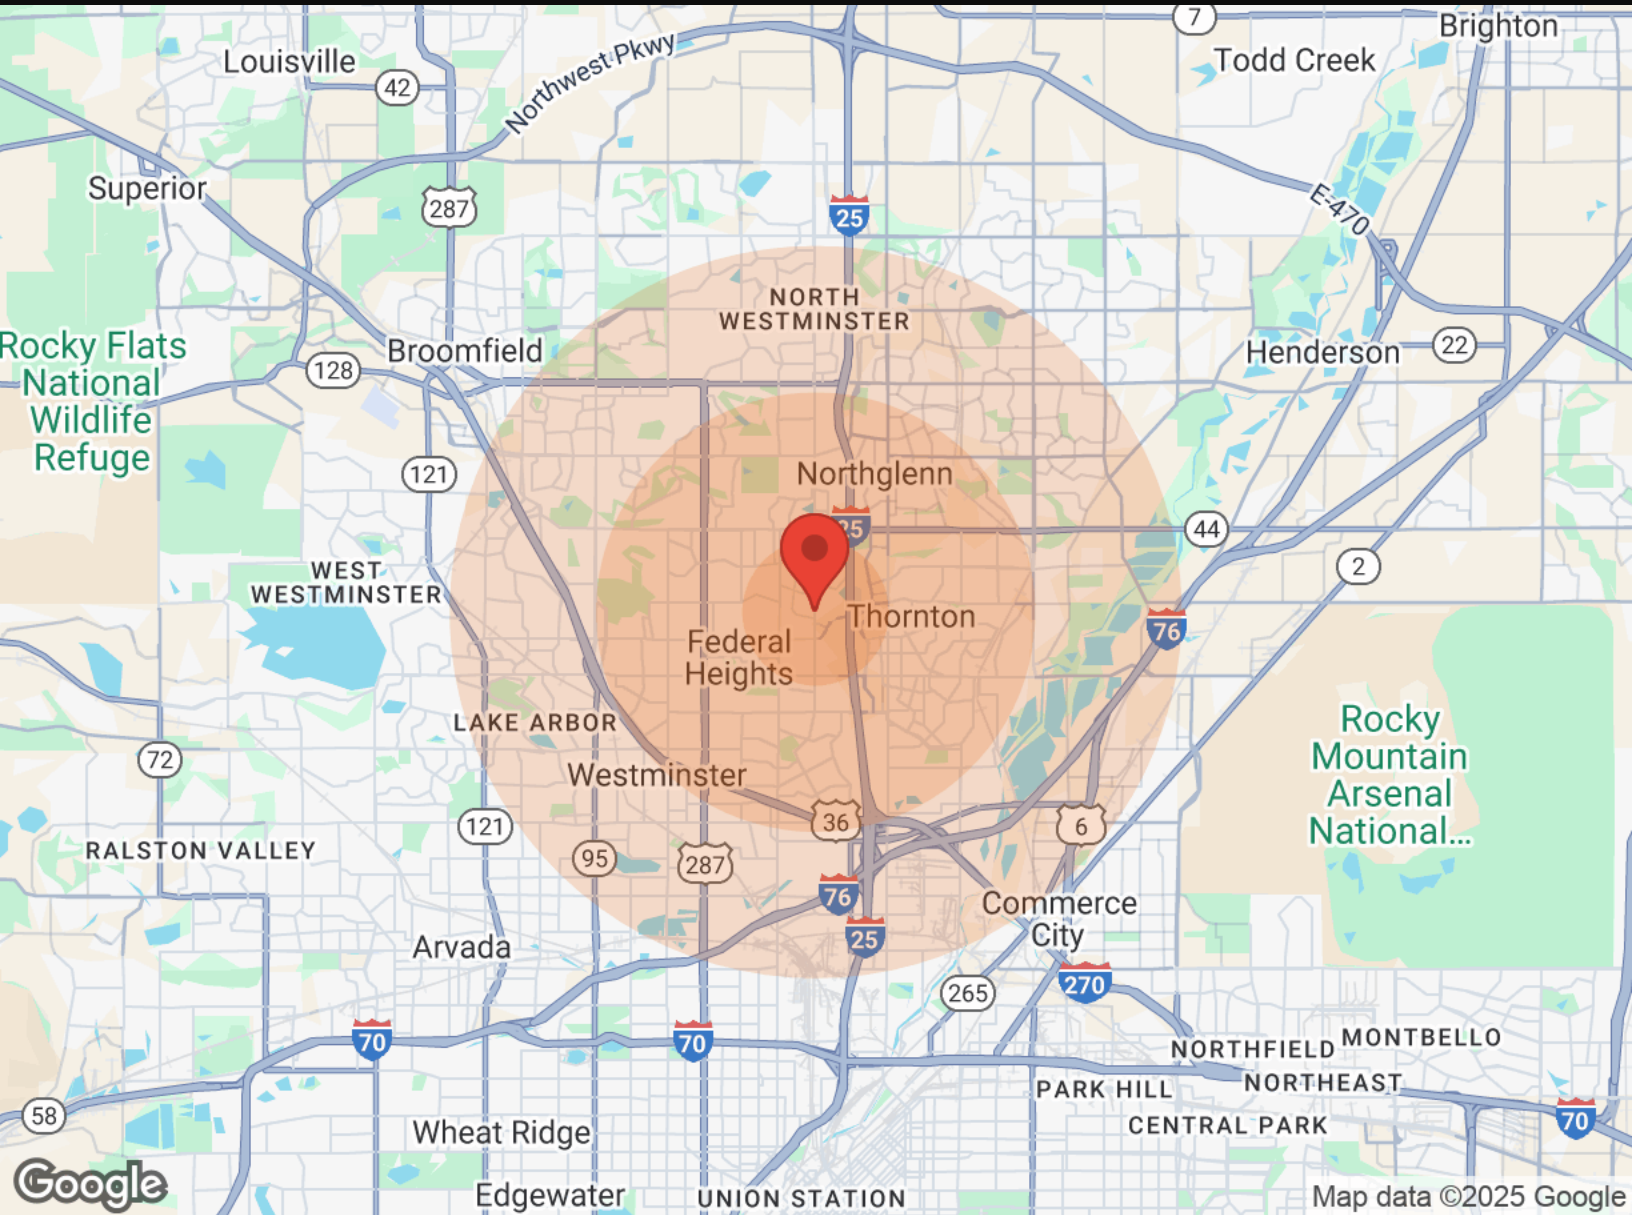 7
Brighton
Louisville
Todd Creek
42
Northwest Pkwy
Superior
287
25
E-470
NORTH
WESTMINSTER
Rocky Flats
National
Wildlife
Refuge
128
Broomfield
Henderson
22
121
Northglenn
25
44
2
WEST
WESTMINSTER
Thornton
76
Federal
Heights
LAKE ARBOR
Rocky
Mountain
Arsenal
National...
72
Westminster
36
6
121
RALSTON VALLEY
95
287
76
Commerce
City
25
Arvada
265
270
70
70
NORTHFIELD
MONTBELLO
PARK HILL
NORTHEAST
58
CENTRAL PARK
70
Wheat Ridge
Google
Edgewater
UNION STATION
Map data ©2025 Google